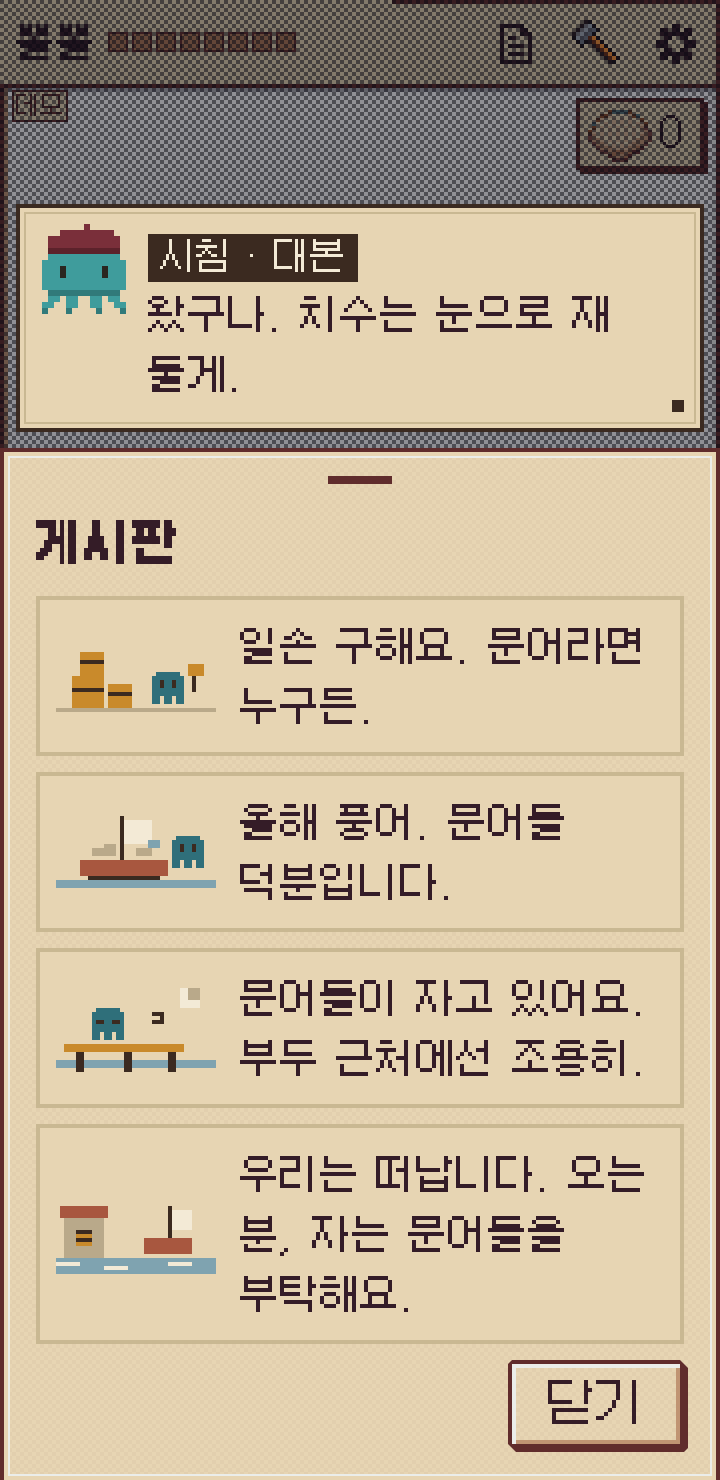 뿔뿔
데모
0
시침 · 대본
왔구나. 치수는 눈으로 재
둘게.
게시판
일손 구해요. 문어라면
누구든.
올해 풍어. 문어들
덕분입니다.
문어들이 자고 있어요.
부두 근처에선 조용히.
우리는 떠납니다. 오는
분, 자는 문어들을
부탁해요.
닫기